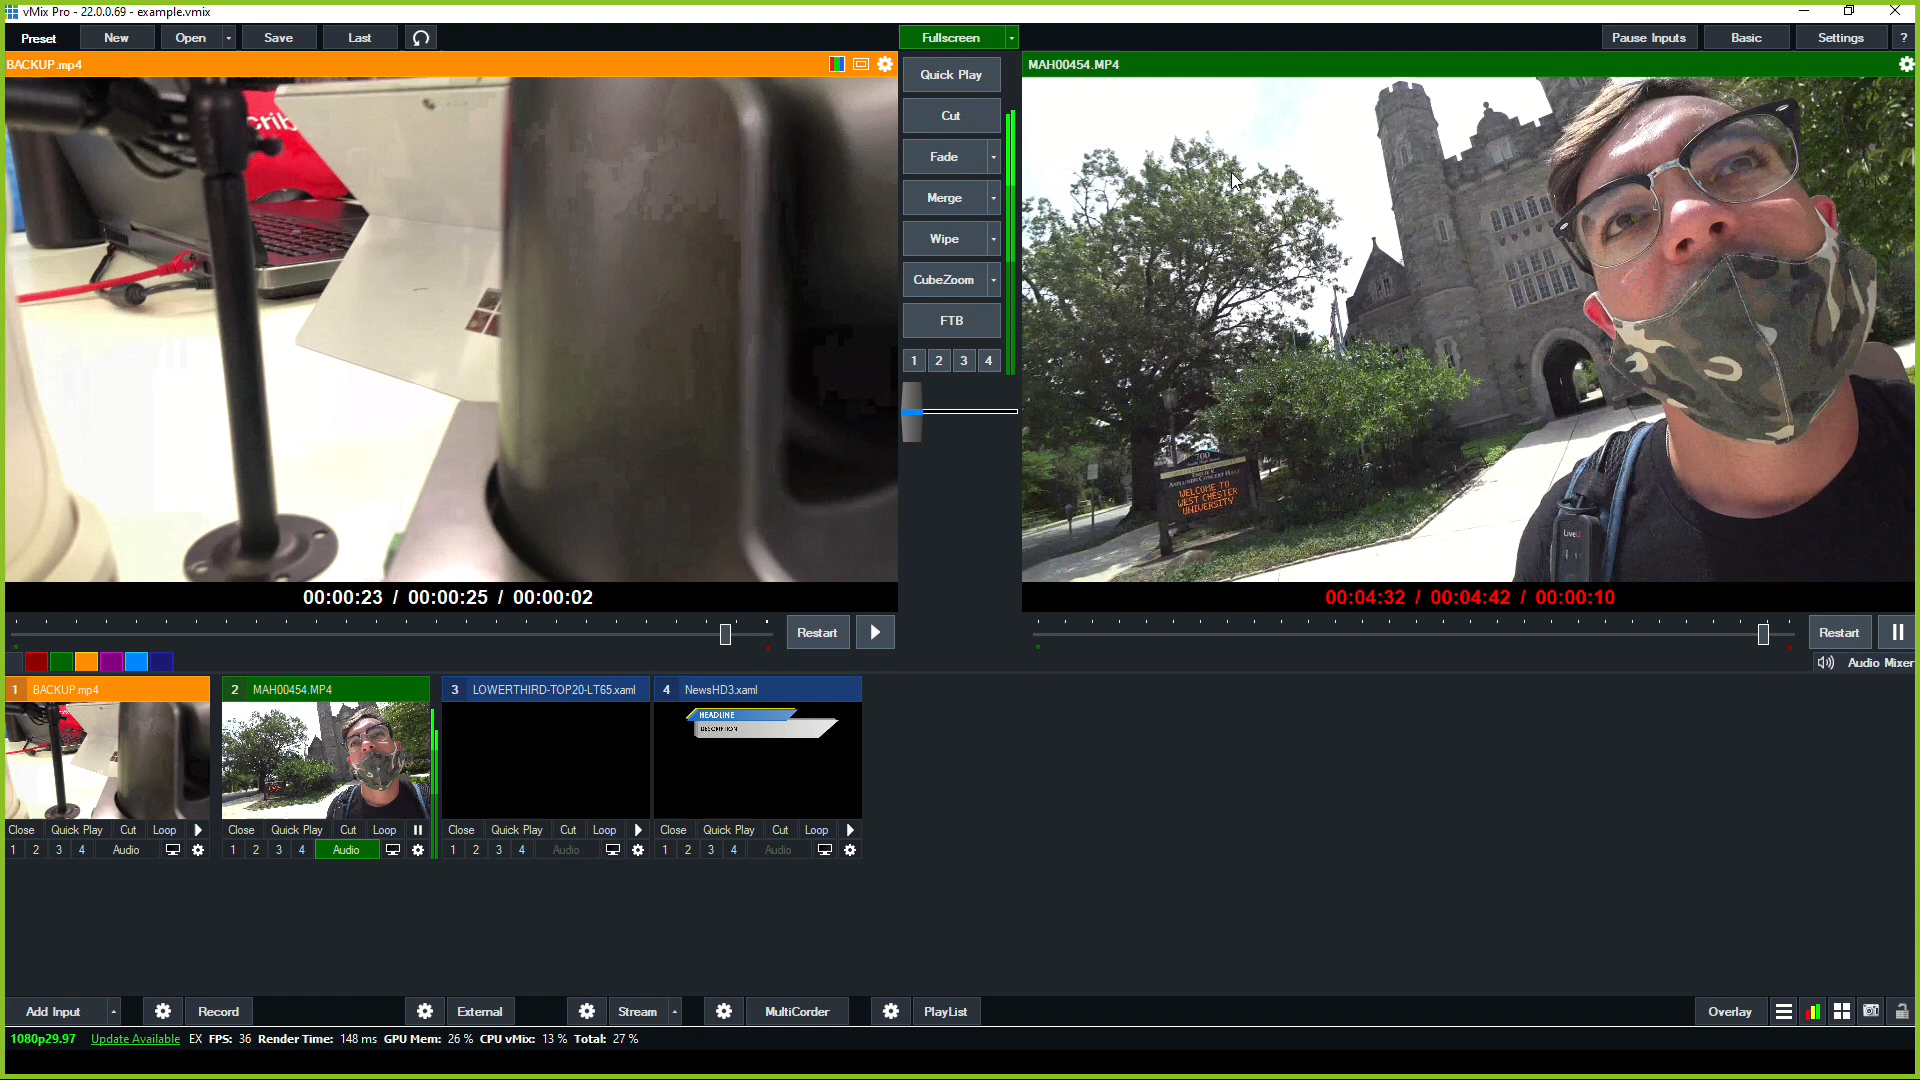 vMix Pro - 22.0.0.69 - example.vmix
Preset
New
Open
Save
Last
Fullscreen
Pause Inputs
Basic
Settings
?
BACKUP.mp4
Quick Play
MAH00454.MP4
Cut
Fade
Merge
Wipe
CubeZoom
FTB
1 2 3 4
crib
700
WELCOME TO
WEST CHESTER
UNIVERSITY
LiveU
00:00:23 / 00:00:25 / 00:00:02
00:04:32 / 00:04:42 / 00:00:10
Restart
Restart
Audio Mixer
1 BACKUP.mp4
2 MAH00454.MP4
3 LOWERTHIRD-TOP20-LT65.xaml
4 NewsHD3.xaml
HEADLINE
DESCRIPTION
Close Quick Play Cut Loop
Close Quick Play Cut Loop
Close Quick Play Cut Loop
Close Quick Play Cut Loop
1 2 3 4 Audio
1 2 3 4 Audio
1 2 3 4 Audio
1 2 3 4 Audio
Add Input
Record
External
Stream
MultiCorder
PlayList
Overlay
1080p29.97 Update Available EX FPS: 36 Render Time: 148 ms GPU Mem: 26 % CPU vMix: 13 % Total: 27 %